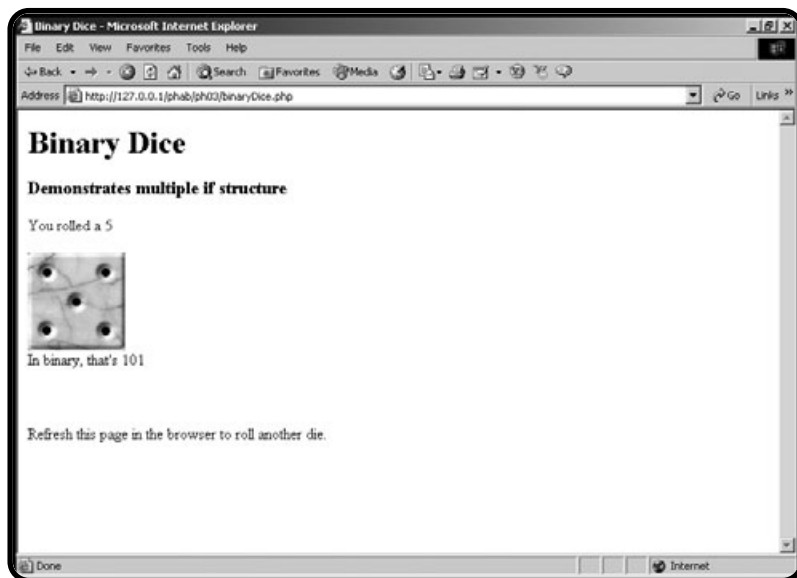 Binary Dice - Microsoft Internet Explorer
File Edit View Favorites Tools Help
Back Search Favorites Media
Address http://127.0.0.1/phab/ph03/binaryDice.php Go Links »
Binary Dice
Demonstrates multiple if structure
You rolled a 5
In binary, that's 101
Refresh this page in the browser to roll another die.
Done Internet